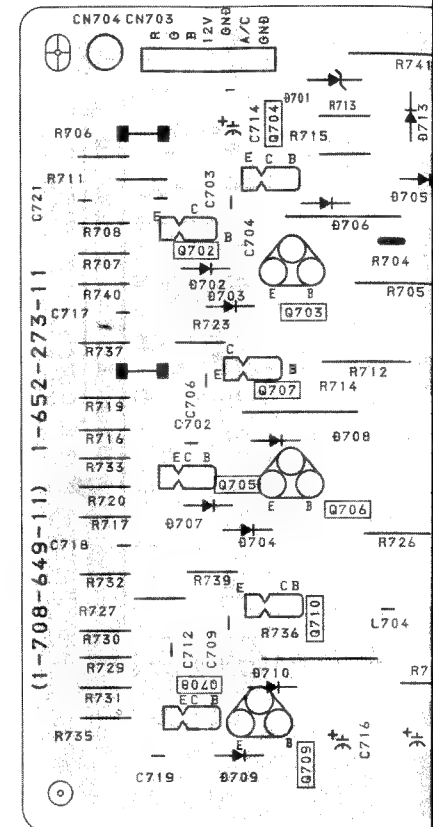 CN704 CN703
R
G
B
12V
GND
A/C
GND
R741
D701
R713
D713
R706
C714
Q704
R715
R711
E C B
C703
D705
C721
C
E
B
R708
D706
Q702
C704
R704
R707
D702
R740
D703
R705
E B
Q703
C717
R723
R737
C
E
B
R712
Q707
R714
C706
R719
C702
R716
D708
R733
E C B
Q705
R720
E B
Q706
R717
D707
D704
R726
C718
R732
R739
E
C B
R727
Q710
L704
R736
R730
C712
C709
R729
D710
Q708
R7
R731
E C B
R735
E
B
C716
Q709
C719
D709
(1-708-649-11) 1-652-273-11